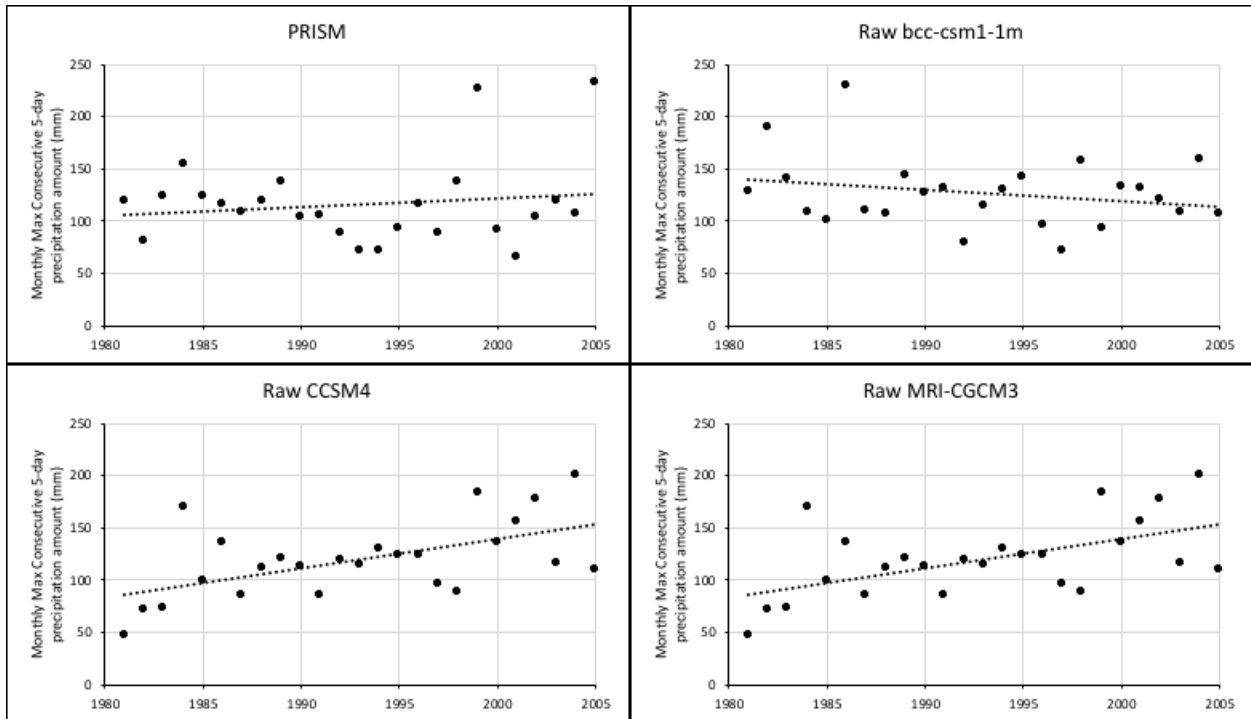 PRISM
Monthly Max Consecutive 5-day
precipitation amount (mm)
250
200
150
100
50
0
1980 1985 1990 1995 2000 2005
Raw bcc-csm1-1m
Monthly Max Consecutive 5-day
precipitation amount (mm)
250
200
150
100
50
0
1980 1985 1990 1995 2000 2005
Raw CCSM4
Monthly Max Consecutive 5-day
precipitation amount (mm)
250
200
150
100
50
0
1980 1985 1990 1995 2000 2005
Raw MRI-CGCM3
Monthly Max Consecutive 5-day
precipitation amount (mm)
250
200
150
100
50
0
1980 1985 1990 1995 2000 2005